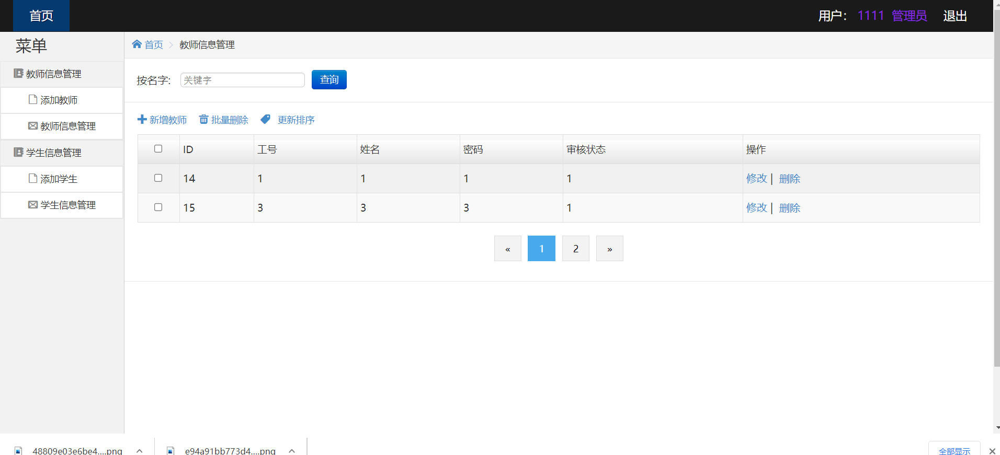 首页
用户： 1111 管理员 退出
菜单
首页 > 教师信息管理
教师信息管理
添加教师
教师信息管理
学生信息管理
添加学生
学生信息管理
按名字: 关键字 查询
新增教师 批量删除 更新排序
ID 工号 姓名 密码 审核状态 操作
14 1 1 1 1 修改 | 删除
15 3 3 3 1 修改 | 删除
« 1 2 »
48809e03e6be4....png
e94a91bb773d4....png
全部显示